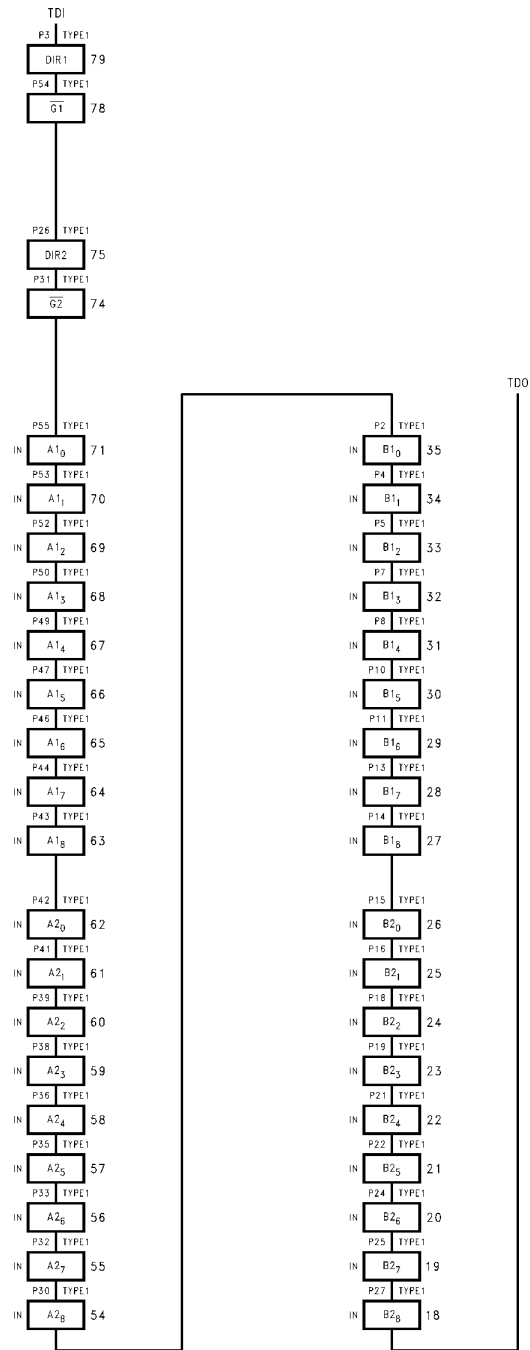 TDI
P3 TYPE1
DIR1 79
P54 TYPE1
G1 78
P26 TYPE1
DIR2 75
P31 TYPE1
G2 74
TDO
P55 TYPE1
IN A1₀ 71
P53 TYPE1
IN A1₁ 70
P52 TYPE1
IN A1₂ 69
P50 TYPE1
IN A1₃ 68
P49 TYPE1
IN A1₄ 67
P47 TYPE1
IN A1₅ 66
P46 TYPE1
IN A1₆ 65
P44 TYPE1
IN A1₇ 64
P43 TYPE1
IN A1₈ 63
P42 TYPE1
IN A2₀ 62
P41 TYPE1
IN A2₁ 61
P39 TYPE1
IN A2₂ 60
P38 TYPE1
IN A2₃ 59
P36 TYPE1
IN A2₄ 58
P35 TYPE1
IN A2₅ 57
P33 TYPE1
IN A2₆ 56
P32 TYPE1
IN A2₇ 55
P30 TYPE1
IN A2₈ 54
P2 TYPE1
IN B1₀ 35
P4 TYPE1
IN B1₁ 34
P5 TYPE1
IN B1₂ 33
P7 TYPE1
IN B1₃ 32
P8 TYPE1
IN B1₄ 31
P10 TYPE1
IN B1₅ 30
P11 TYPE1
IN B1₆ 29
P13 TYPE1
IN B1₇ 28
P14 TYPE1
IN B1₈ 27
P15 TYPE1
IN B2₀ 26
P16 TYPE1
IN B2₁ 25
P18 TYPE1
IN B2₂ 24
P19 TYPE1
IN B2₃ 23
P21 TYPE1
IN B2₄ 22
P22 TYPE1
IN B2₅ 21
P24 TYPE1
IN B2₆ 20
P25 TYPE1
IN B2₇ 19
P27 TYPE1
IN B2₈ 18